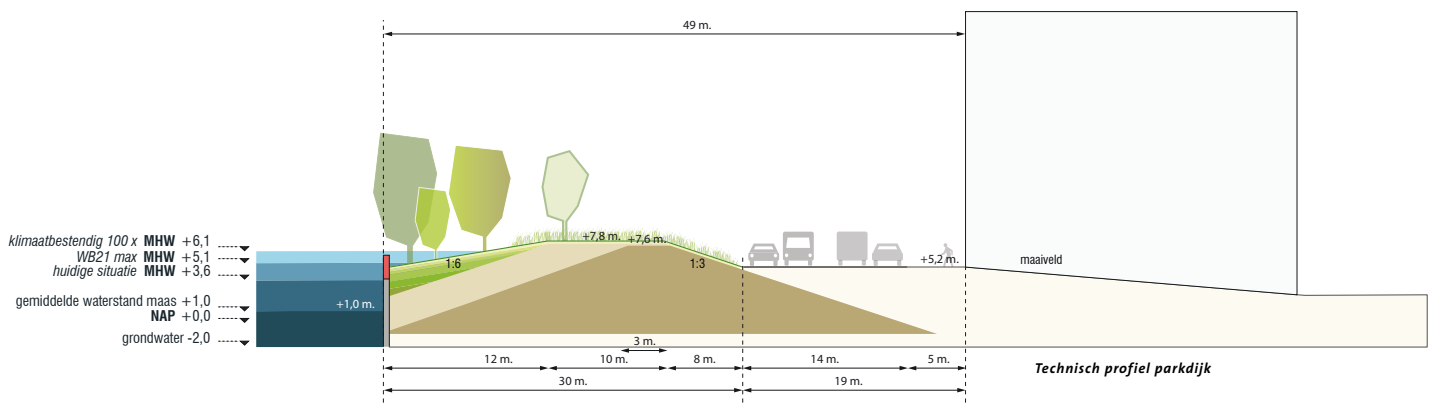 49 m.
klimaatbestendig 100 x MHW +6,1
WB21 max MHW +5,1
huidige situatie MHW +3,6
gemiddelde waterstand maas +1,0
NAP +0,0
grondwater -2,0
+1,0 m.
1:6
+7,8 m.
+7,6 m.
1:3
+5,2 m.
maaiveld
3 m.
12 m.
10 m.
8 m.
14 m.
5 m.
30 m.
19 m.
Technisch profiel parkdijk